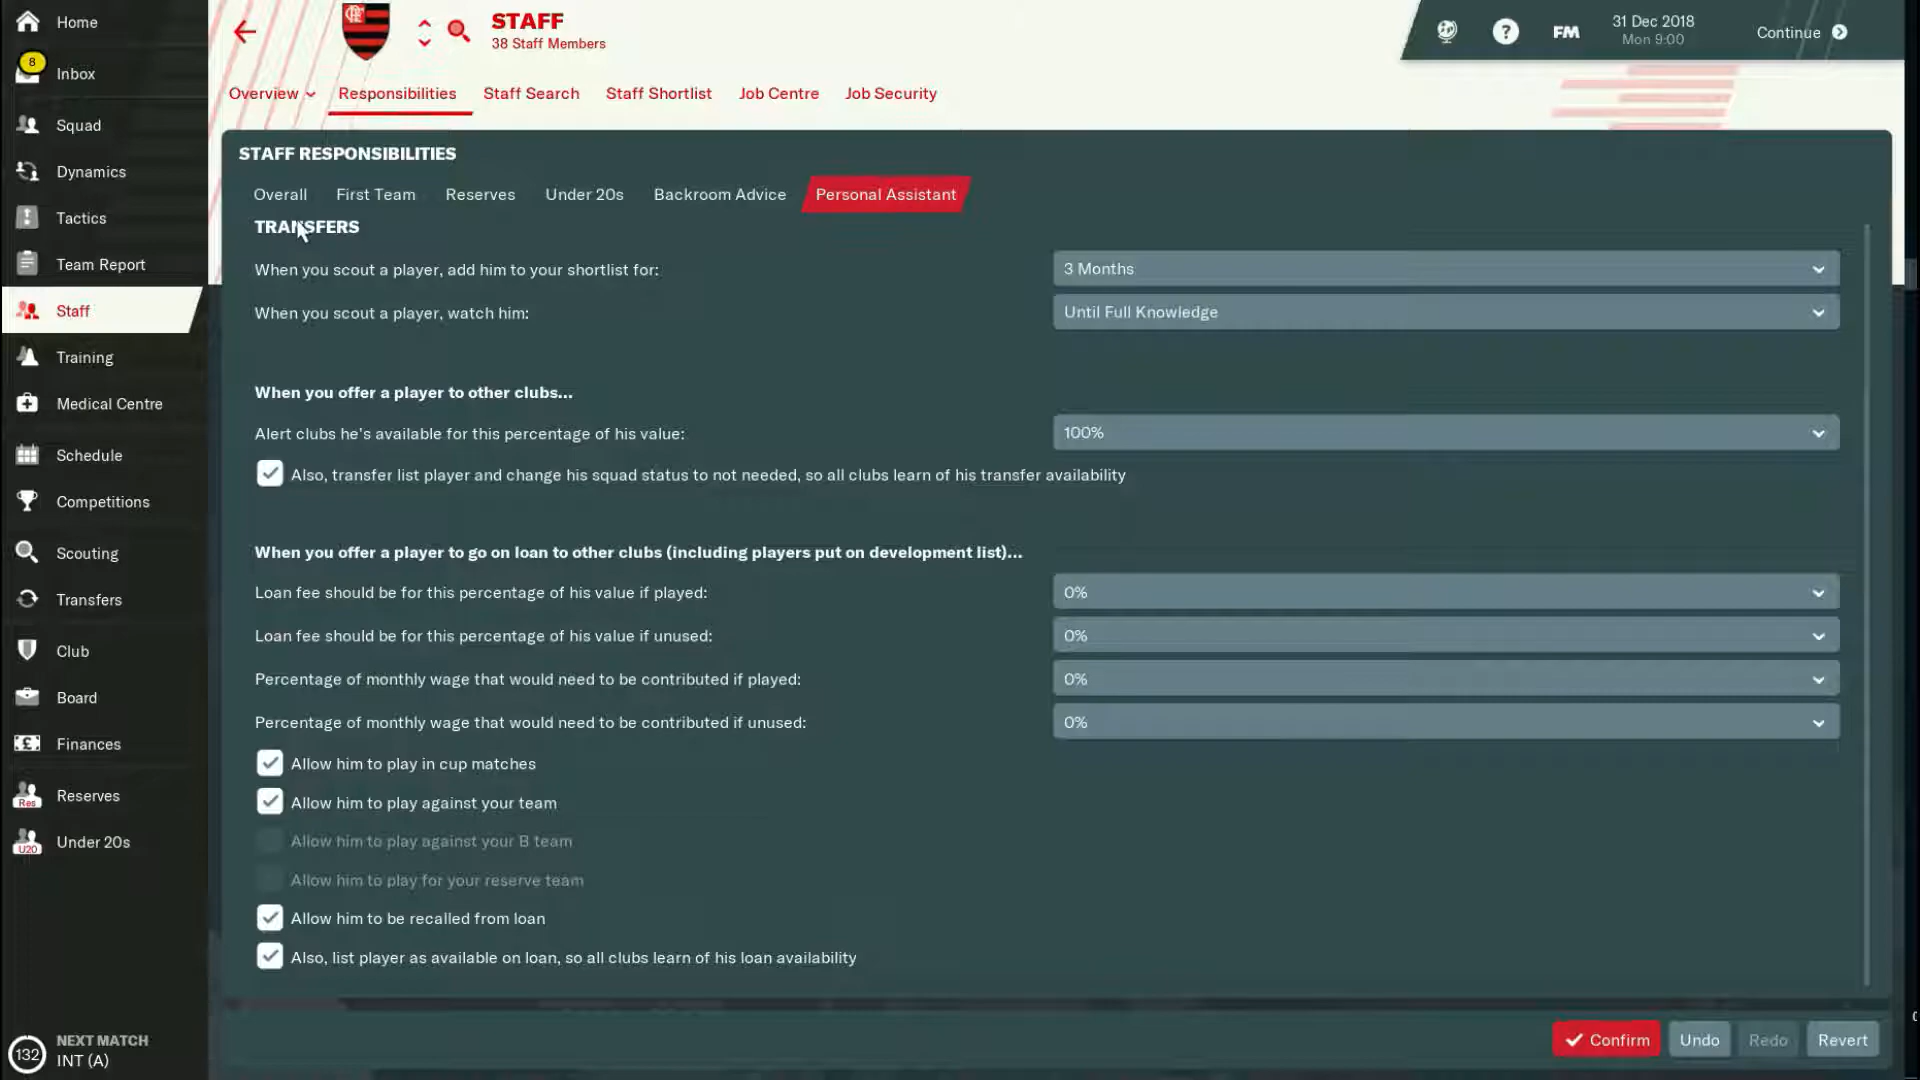 Home
8
Inbox
Squad
Dynamics
Tactics
Team Report
Staff
Training
Medical Centre
Schedule
Competitions
Scouting
Transfers
Club
Board
Finances
Res
Reserves
U20
Under 20s
132
NEXT MATCH
INT (A)
STAFF
38 Staff Members
?
FM
31 Dec 2018
Mon 9:00
Continue
Overview
Responsibilities
Staff Search
Staff Shortlist
Job Centre
Job Security
STAFF RESPONSIBILITIES
Overall
First Team
Reserves
Under 20s
Backroom Advice
Personal Assistant
TRANSFERS
When you scout a player, add him to your shortlist for:
3 Months
When you scout a player, watch him:
Until Full Knowledge
When you offer a player to other clubs...
Alert clubs he's available for this percentage of his value:
100%
Also, transfer list player and change his squad status to not needed, so all clubs learn of his transfer availability
When you offer a player to go on loan to other clubs (including players put on development list)...
Loan fee should be for this percentage of his value if played:
0%
Loan fee should be for this percentage of his value if unused:
0%
Percentage of monthly wage that would need to be contributed if played:
0%
Percentage of monthly wage that would need to be contributed if unused:
0%
Allow him to play in cup matches
Allow him to play against your team
Allow him to play against your B team
Allow him to play for your reserve team
Allow him to be recalled from loan
Also, list player as available on loan, so all clubs learn of his loan availability
Confirm
Undo
Redo
Revert